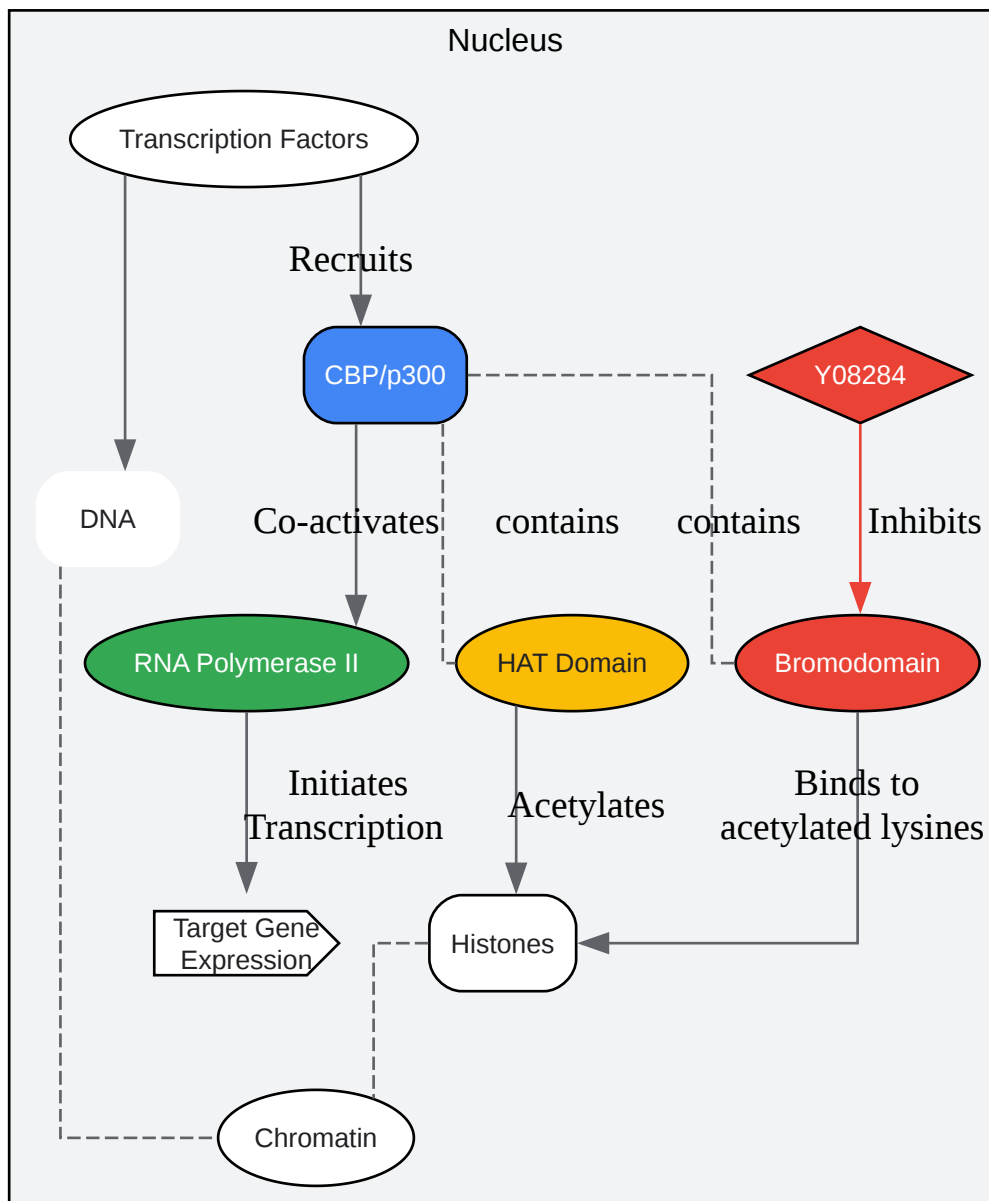 Nucleus
Transcription Factors
Recruits
CBP/p300
Y08284
DNA
Co-activates
contains
contains
Inhibits
RNA Polymerase II
HAT Domain
Bromodomain
Initiates
Transcription
Acetylates
Binds to
acetylated lysines
Target Gene
Expression
Histones
Chromatin